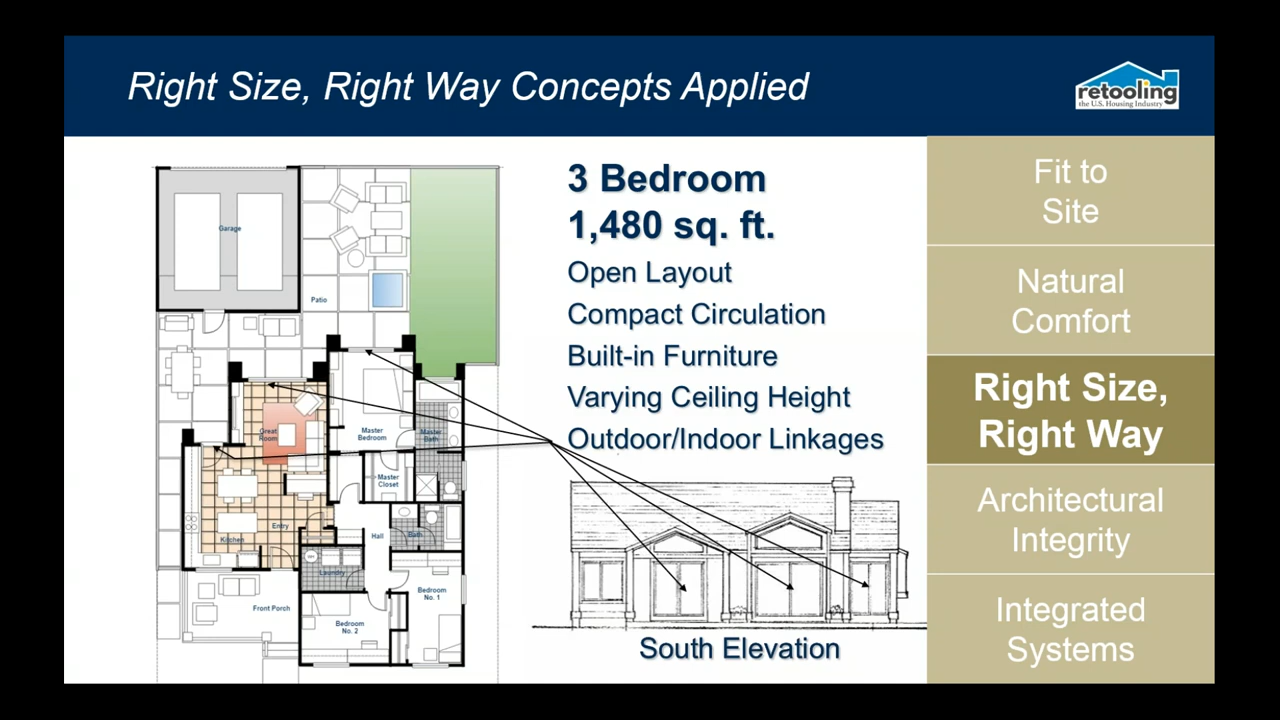 Right Size, Right Way Concepts Applied
retooling
the U.S. Housing Industry
3 Bedroom
1,480 sq. ft.
Open Layout
Compact Circulation
Built-in Furniture
Varying Ceiling Height
Outdoor/Indoor Linkages
South Elevation
Fit to
Site
Natural
Comfort
Right Size,
Right Way
Architectural
Integrity
Integrated
Systems
Garage
Patio
Great
Room
Master
Bedroom
Master
Bath
Master
Closet
Entry
Kitchen
Hall
Bath
Laundry
Front Porch
Bedroom
No. 1
Bedroom
No. 2